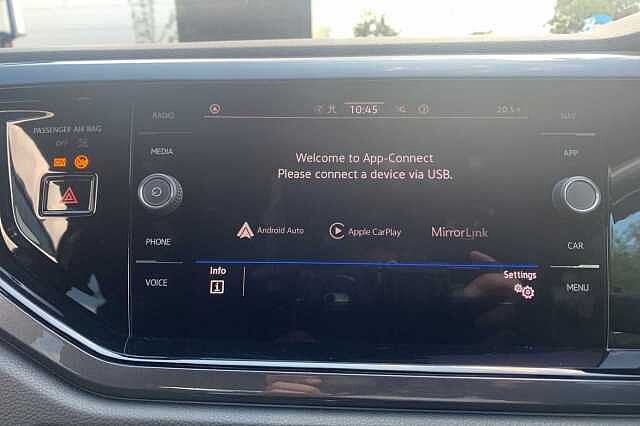 RADIO
10:45
20.5
NAV
PASSENGER AIR BAG
OFF
MEDIA
Welcome to App-Connect
Please connect a device via USB.
APP
Android Auto
Apple CarPlay
MirrorLink
PHONE
CAR
VOICE
Info
Settings
MENU